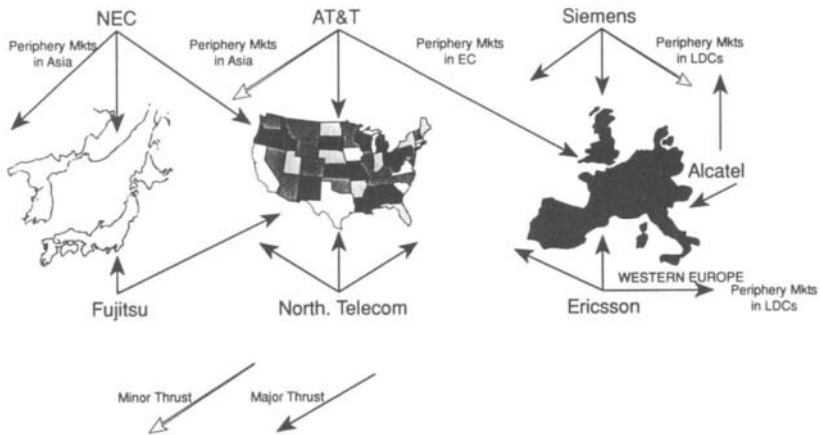 NEC
AT&T
Siemens
Periphery Mkts
in Asia
Periphery Mkts
in Asia
Periphery Mkts
in EC
Periphery Mkts
in LDCs
Alcatel
WESTERN EUROPE
Periphery Mkts
in LDCs
Fujitsu
North. Telecom
Ericsson
Minor Thrust
Major Thrust